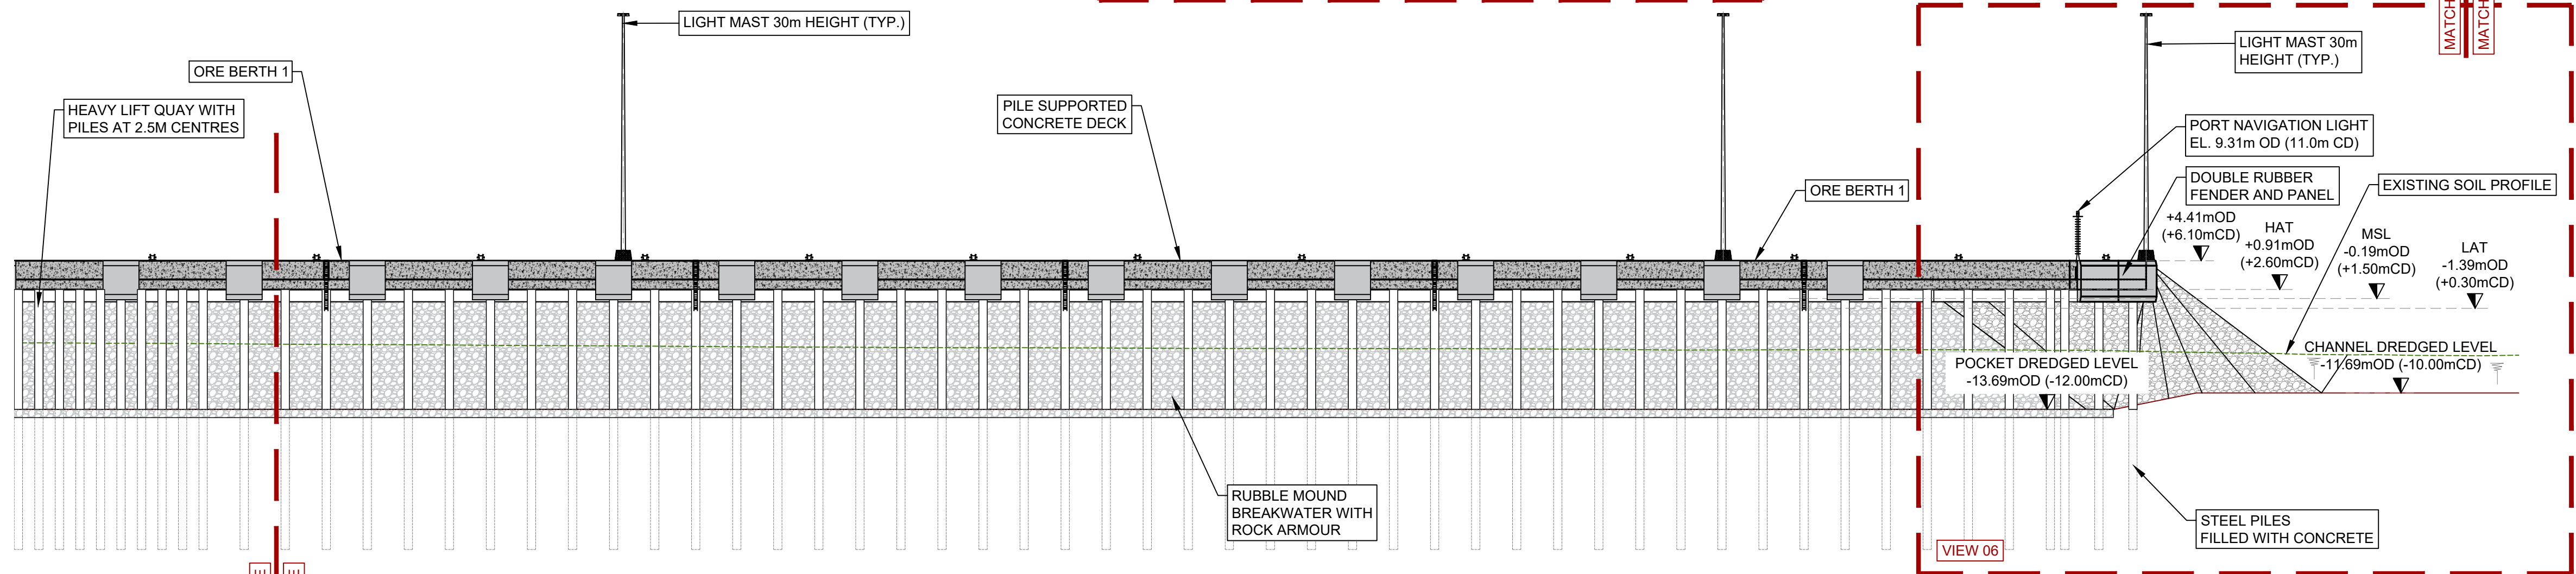 LIGHT MAST 30m HEIGHT (TYP.)
ORE BERTH 1
HEAVY LIFT QUAY WITH
PILES AT 2.5M CENTRES
PILE SUPPORTED
CONCRETE DECK
ORE BERTH 1
LIGHT MAST 30m
HEIGHT (TYP.)
MATCH
MATCH
PORT NAVIGATION LIGHT
EL. 9.31m OD (11.0m CD)
DOUBLE RUBBER
FENDER AND PANEL
EXISTING SOIL PROFILE
+4.41mOD
(+6.10mCD)
HAT
+0.91mOD
(+2.60mCD)
MSL
-0.19mOD
(+1.50mCD)
LAT
-1.39mOD
(+0.30mCD)
CHANNEL DREDGED LEVEL
-11.69mOD (-10.00mCD)
POCKET DREDGED LEVEL
-13.69mOD (-12.00mCD)
RUBBLE MOUND
BREAKWATER WITH
ROCK ARMOUR
STEEL PILES
FILLED WITH CONCRETE
VIEW 06
E
E